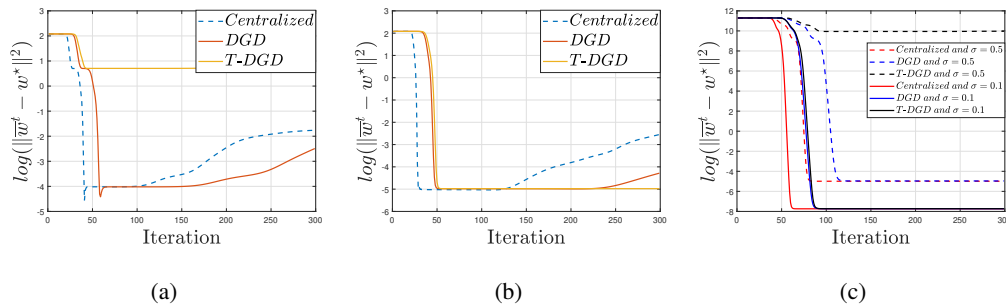 log(||w̅ᵗ − w⋆||²)
3
2
1
0
-1
-2
-3
-4
-5
0
50
100
150
200
250
300
Iteration
Centralized
DGD
T-DGD
(a)
log(||w̅ᵗ − w⋆||²)
3
2
1
0
-1
-2
-3
-4
-5
-6
0
50
100
150
200
250
300
Iteration
Centralized
DGD
T-DGD
(b)
log(||w̅ᵗ − w⋆||²)
12
10
8
6
4
2
0
-2
-4
-6
-8
0
50
100
150
200
250
300
Iteration
Centralized and σ = 0.5
DGD and σ = 0.5
T-DGD and σ = 0.5
Centralized and σ = 0.1
DGD and σ = 0.1
T-DGD and σ = 0.1
(c)